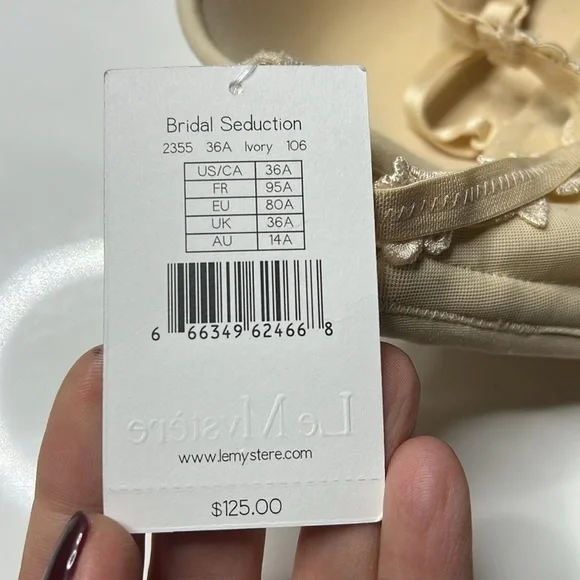 Bridal Seduction
2355 36A Ivory 106
US/CA 36A
FR 95A
EU 80A
UK 36A
AU 14A
6 66349 62466 8
Le Mystère
www.lemystere.com
$125.00